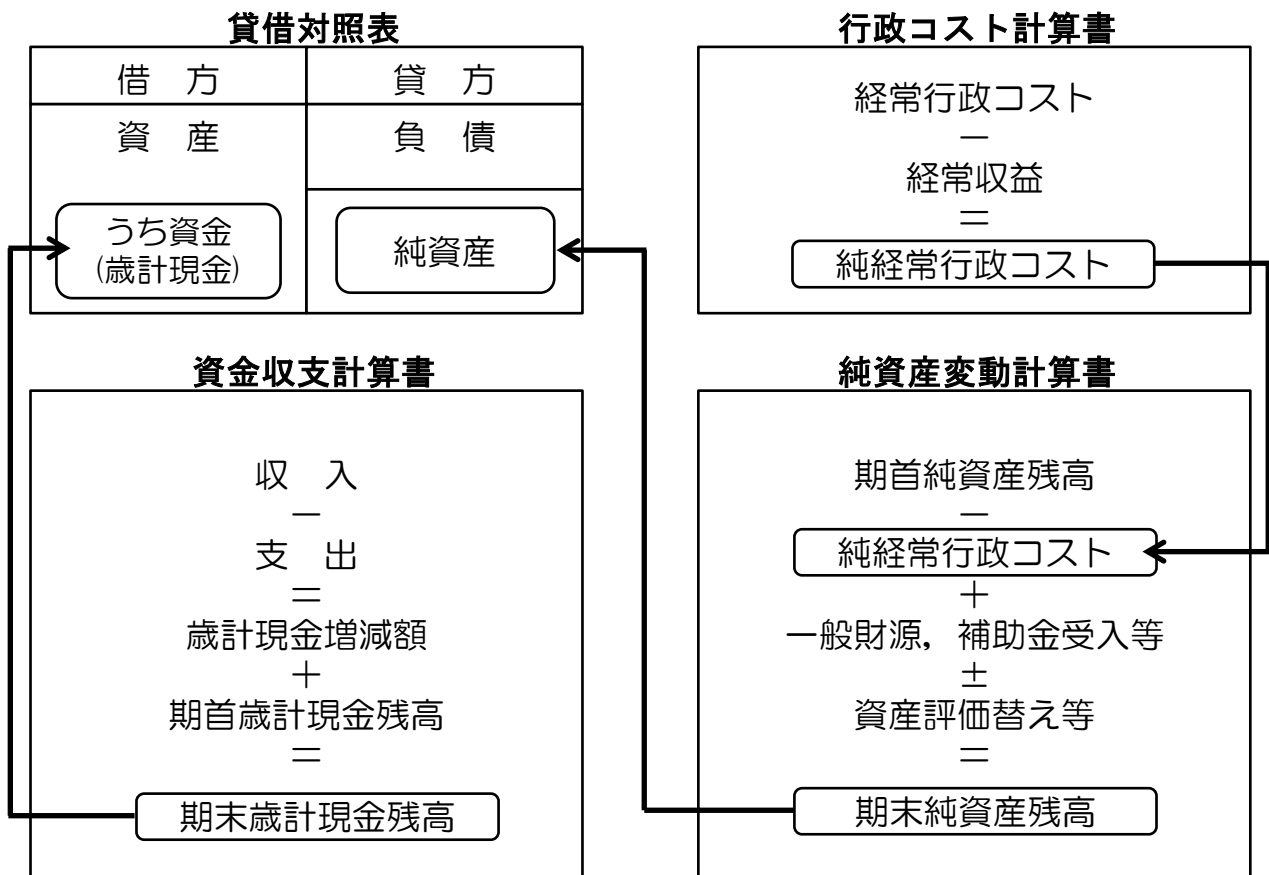 貸借対照表
借　方
貸　方
資　産
負　債
うち資金
(歳計現金)
純資産
行政コスト計算書
経常行政コスト
－
経常収益
＝
純経常行政コスト
資金収支計算書
収　入
－
支　出
＝
歳計現金増減額
＋
期首歳計現金残高
＝
期末歳計現金残高
純資産変動計算書
期首純資産残高
－
純経常行政コスト
＋
一般財源，補助金受入等
±
資産評価替え等
＝
期末純資産残高